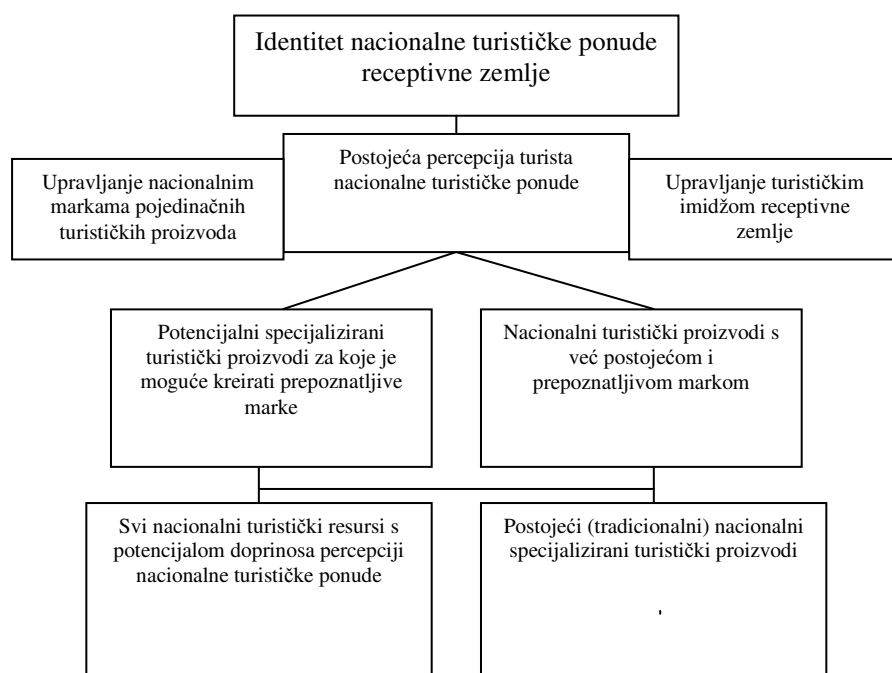 Identitet nacionalne turističke ponude
receptivne zemlje
Postojeća percepcija turista
nacionalne turističke ponude
Upravljanje nacionalnim
markama pojedinačnih
turističkih proizvoda
Upravljanje turističkim
imidžom receptivne
zemlje
Potencijalni specijalizirani
turistički proizvodi za koje je
moguće kreirati prepoznatljive
marke
Nacionalni turistički proizvodi s
već postojećom i
prepoznatljivom markom
Svi nacionalni turistički resursi s
potencijalom doprinosa percepciji
nacionalne turističke ponude
Postojeći (tradicionalni) nacionalni
specijalizirani turistički proizvodi